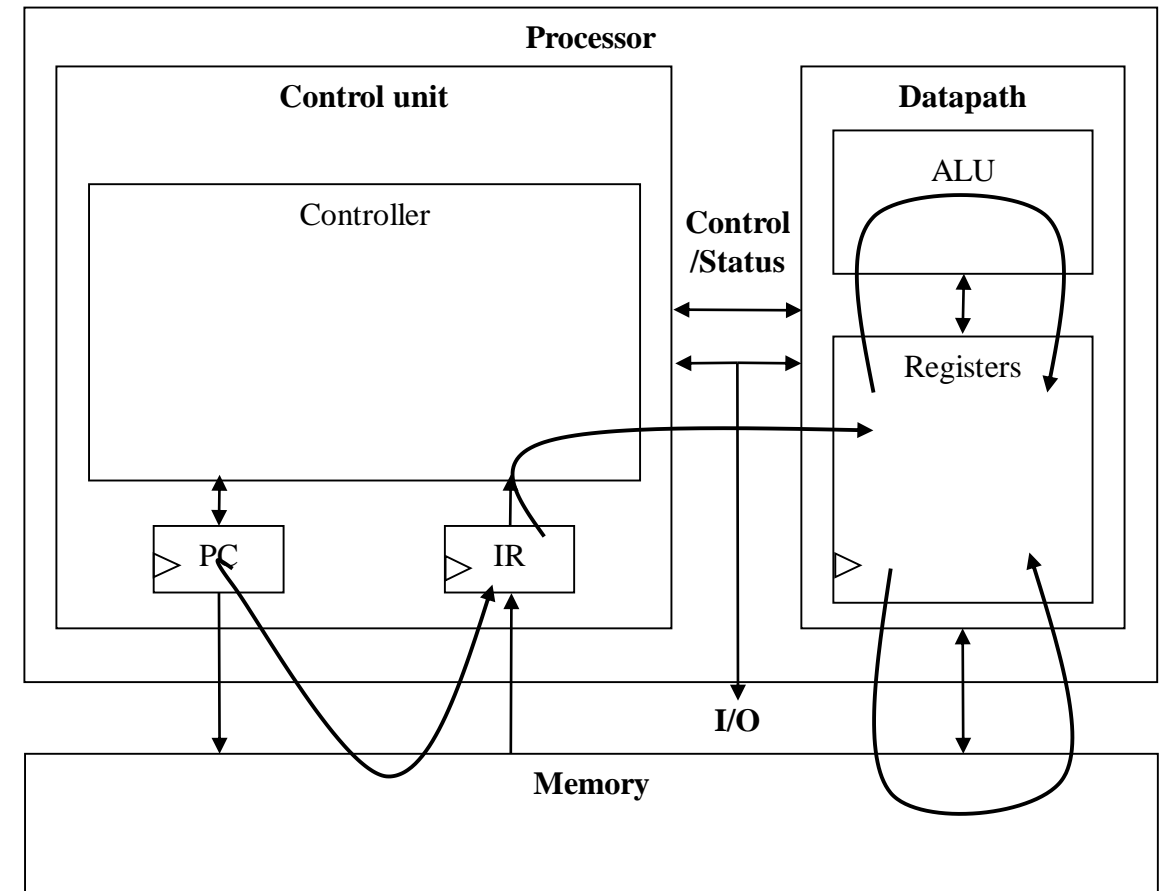 Processor
Control unit
Datapath
ALU
Controller
Control
/Status
Registers
PC
IR
I/O
Memory